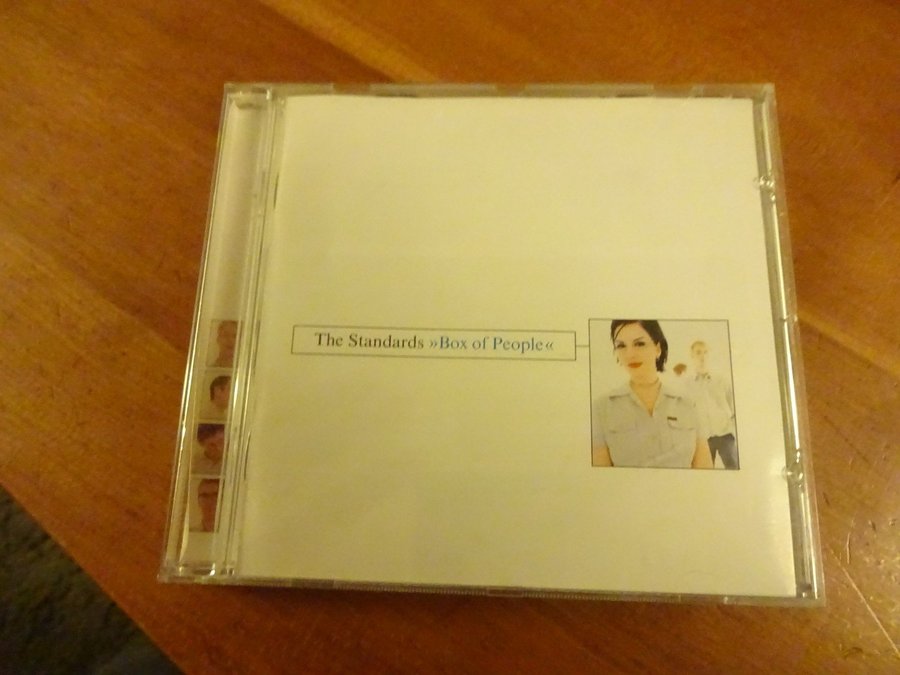 The Standards »Box of People«